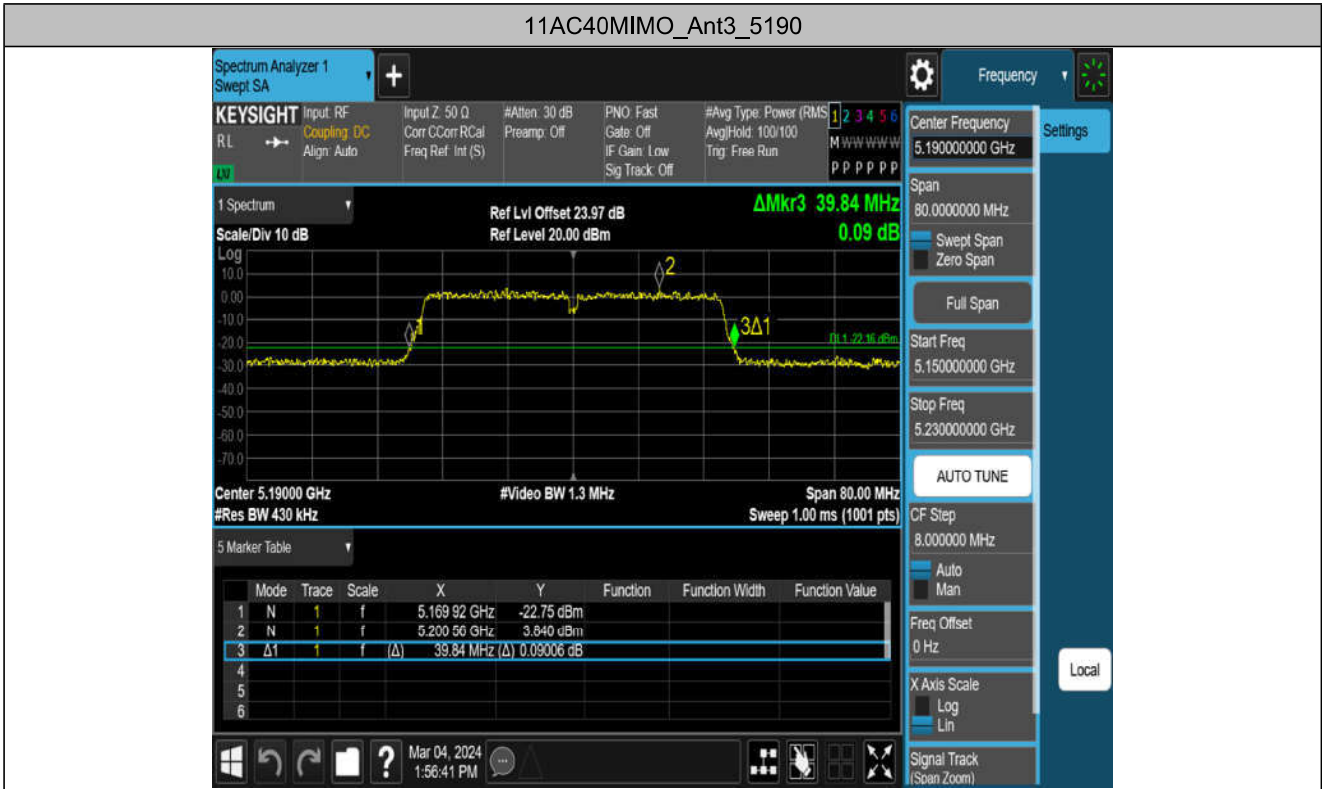 11AC40MIMO_Ant3_5190
Spectrum Analyzer 1
Swept SA
+
Frequency
KEYSIGHT
RL
LXI
Input: RF
Coupling: DC
Align: Auto
Input Z: 50 Ω
Corr CCorr RCal
Freq Ref: Int (S)
#Atten: 30 dB
Preamp: Off
PNO: Fast
Gate: Off
IF Gain: Low
Sig Track: Off
#Avg Type: Power (RMS
Avg|Hold: 100/100
Trig: Free Run
1 2 3 4 5 6
M W W W W W
P P P P P P
1 Spectrum
Scale/Div 10 dB
Ref Lvl Offset 23.97 dB
Ref Level 20.00 dBm
ΔMkr3 39.84 MHz
0.09 dB
Log
10.0
0.00
-10.0
-20.0
-30.0
-40.0
-50.0
-60.0
-70.0
2
3Δ1
DL1 -22.16 dBm
Center 5.19000 GHz
#Video BW 1.3 MHz
Span 80.00 MHz
#Res BW 430 kHz
Sweep 1.00 ms (1001 pts)
5 Marker Table
Mode Trace Scale X Y Function Function Width Function Value
1 N 1 f 5.169 92 GHz -22.75 dBm
2 N 1 f 5.200 56 GHz 3.840 dBm
3 Δ1 1 f (Δ) 39.84 MHz (Δ) 0.09006 dB
4
5
6
Mar 04, 2024
1:56:41 PM
?
Center Frequency
5.190000000 GHz
Settings
Span
80.0000000 MHz
Swept Span
Zero Span
Full Span
Start Freq
5.150000000 GHz
Stop Freq
5.230000000 GHz
AUTO TUNE
CF Step
8.000000 MHz
Auto
Man
Freq Offset
0 Hz
Local
X Axis Scale
Log
Lin
Signal Track
(Span Zoom)